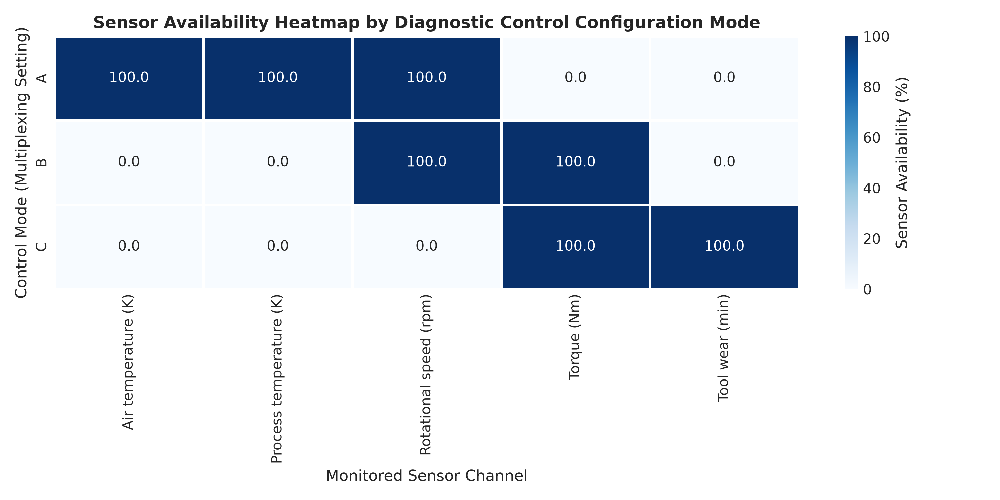 Sensor Availability Heatmap by Diagnostic Control Configuration Mode
Control Mode (Multiplexing Setting)
A
100.0 100.0 100.0 0.0 0.0
B
0.0 0.0 100.0 100.0 0.0
C
0.0 0.0 0.0 100.0 100.0
Air temperature (K)
Process temperature (K)
Rotational speed (rpm)
Torque (Nm)
Tool wear (min)
Monitored Sensor Channel
100
80
60
40
20
0
Sensor Availability (%)